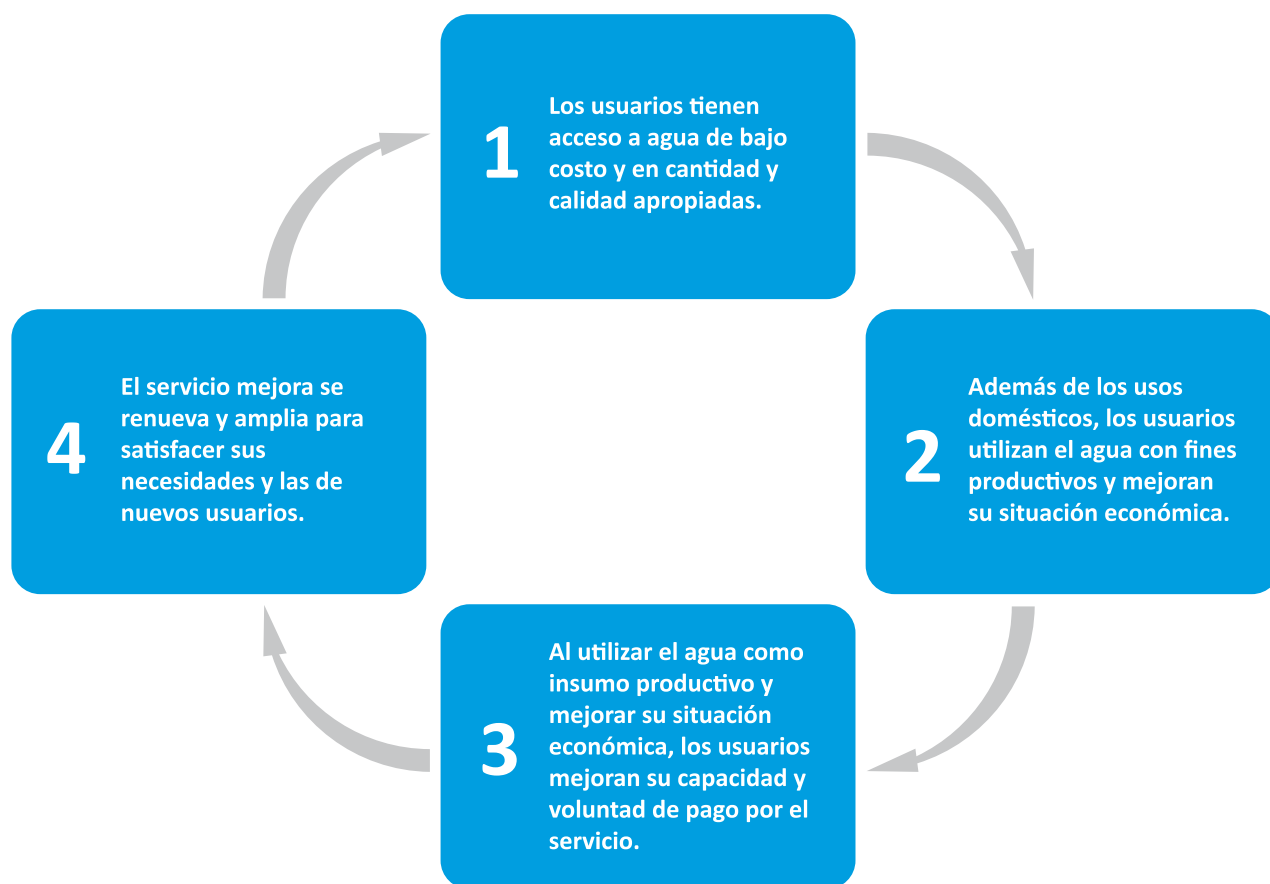 1
Los usuarios tienen
acceso a agua de bajo
costo y en cantidad y
calidad apropiadas.
2
Además de los usos
domésticos, los usuarios
utilizan el agua con fines
productivos y mejoran
su situación económica.
3
Al utilizar el agua como
insumo productivo y
mejorar su situación
económica, los usuarios
mejoran su capacidad y
voluntad de pago por el
servicio.
4
El servicio mejora se
renueva y amplia para
satisfacer sus
necesidades y las de
nuevos usuarios.